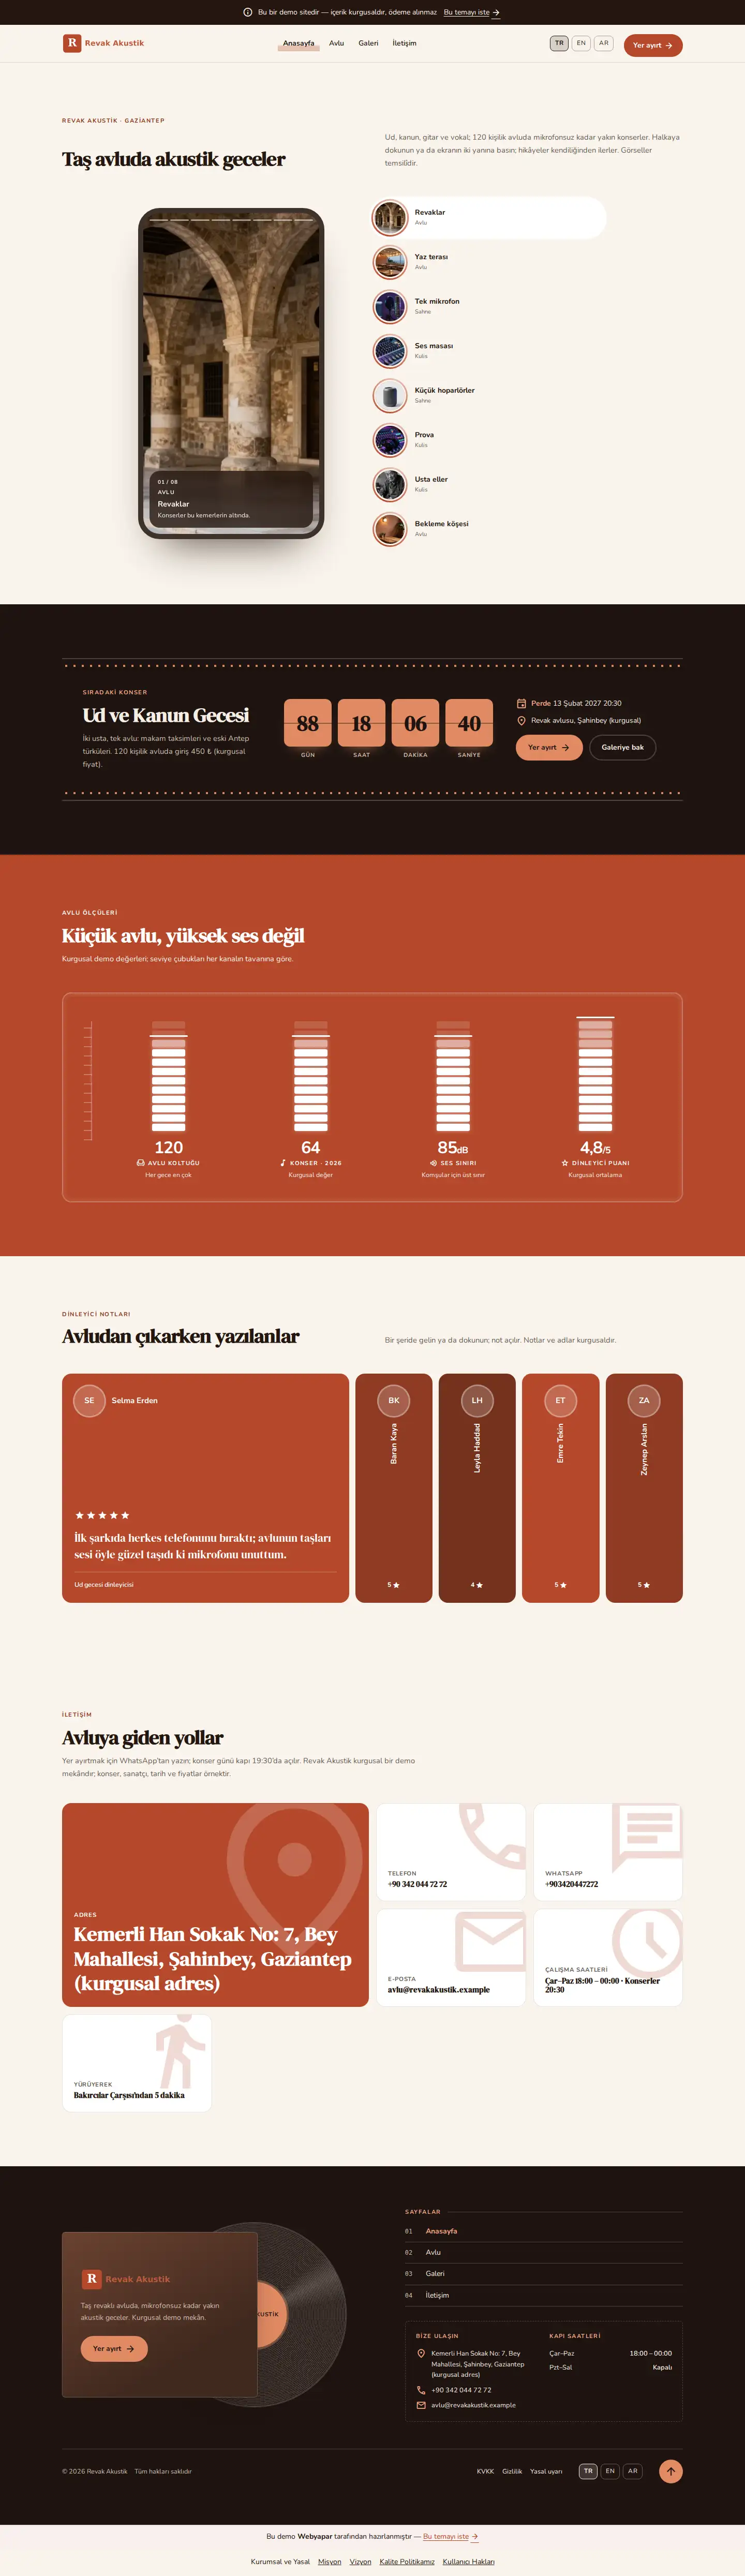 Bu bir demo sitedir — içerik kurgusaldır, ödeme alınmaz Bu temayı iste →
R Revak Akustik
Anasayfa Avlu Galeri İletişim
TR EN AR
Yer ayırt →
REVAK AKUSTİK · GAZİANTEP
Taş avluda akustik geceler
Ud, kanun, gitar ve vokal; 120 kişilik avluda mikrofonsuz kadar yakın konserler. Halkaya
dokunun ya da ekranın iki yanına basın; hikâyeler kendiliğinden ilerler. Görseller
temsilîdir.
01 / 08
AVLU
Revaklar
Konserler bu kemerlerin altında.
Revaklar
Avlu
Yaz terası
Avlu
Tek mikrofon
Sahne
Ses masası
Kulis
Küçük hoparlörler
Sahne
Prova
Kulis
Usta eller
Kulis
Bekleme köşesi
Avlu
SIRADAKİ KONSER
Ud ve Kanun Gecesi
İki usta, tek avlu: makam taksimleri ve eski Antep
türküleri. 120 kişilik avluda giriş 450 ₺ (kurgusal
fiyat).
88 18 06 40
GÜN SAAT DAKİKA SANİYE
Perde 13 Şubat 2027 20:30
Revak avlusu, Şahinbey (kurgusal)
Yer ayırt →
Galeriye bak
AVLU ÖLÇÜLERİ
Küçük avlu, yüksek ses değil
Kurgusal demo değerleri; seviye çubukları her kanalın tavanına göre.
120
AVLU KOLTUĞU
Her gece en çok
64
KONSER · 2026
Kurgusal değer
85dB
SES SINIRI
Komşular için üst sınır
4,8/5
DİNLEYİCİ PUANI
Kurgusal ortalama
DİNLEYİCİ NOTLARI
Avludan çıkarken yazılanlar
Bir şeride gelin ya da dokunun; not açılır. Notlar ve adlar kurgusaldır.
SE Selma Erden
İlk şarkıda herkes telefonunu bıraktı; avlunun taşları
sesi öyle güzel taşıdı ki mikrofonu unuttum.
Ud gecesi dinleyicisi
BK
Baran Kaya
5
LH
Leyla Haddad
4
ET
Emre Tekin
5
ZA
Zeynep Arslan
5
İLETİŞİM
Avluya giden yollar
Yer ayırtmak için WhatsApp'tan yazın; konser günü kapı 19:30'da açılır. Revak Akustik kurgusal bir demo
mekândır; konser, sanatçı, tarih ve fiyatlar örnektir.
ADRES
Kemerli Han Sokak No: 7, Bey
Mahallesi, Şahinbey, Gaziantep
(kurgusal adres)
TELEFON
+90 342 044 72 72
WHATSAPP
+903420447272
E-POSTA
avlu@revakakustik.example
ÇALIŞMA SAATLERİ
Çar–Paz 18:00 – 00:00 · Konserler
20:30
YÜRÜYEREK
Bakırcılar Çarşısı'ndan 5 dakika
R Revak Akustik
Taş revaklı avluda, mikrofonsuz kadar yakın
akustik geceler. Kurgusal demo mekân.
Yer ayırt →
SAYFALAR
01 Anasayfa
02 Avlu
03 Galeri
04 İletişim
BİZE ULAŞIN
Kemerli Han Sokak No: 7, Bey
Mahallesi, Şahinbey, Gaziantep
(kurgusal adres)
+90 342 044 72 72
avlu@revakakustik.example
KAPI SAATLERİ
Çar–Paz 18:00 – 00:00
Pzt–Sal Kapalı
© 2026 Revak Akustik Tüm hakları saklıdır
KVKK Gizlilik Yasal uyarı
TR EN AR
Bu demo Webyapar tarafından hazırlanmıştır — Bu temayı iste →
Kurumsal ve Yasal Misyon Vizyon Kalite Politikamız Kullanıcı Hakları